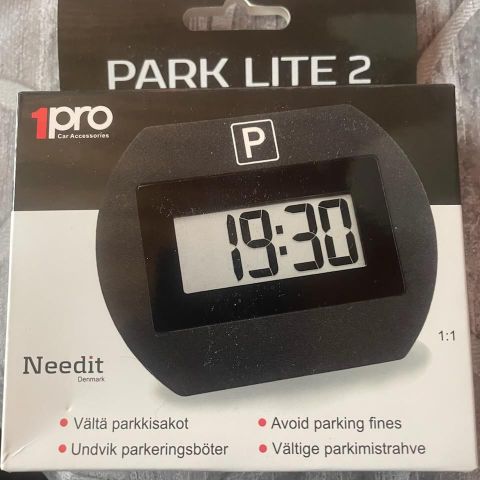 PARK LITE 2
1pro
Car Accessories
P
19:30
1:1
Needit
Denmark
• Vältä parkkisakot
• Avoid parking fines
• Undvik parkeringsböter
• Vältige parkimistrahve